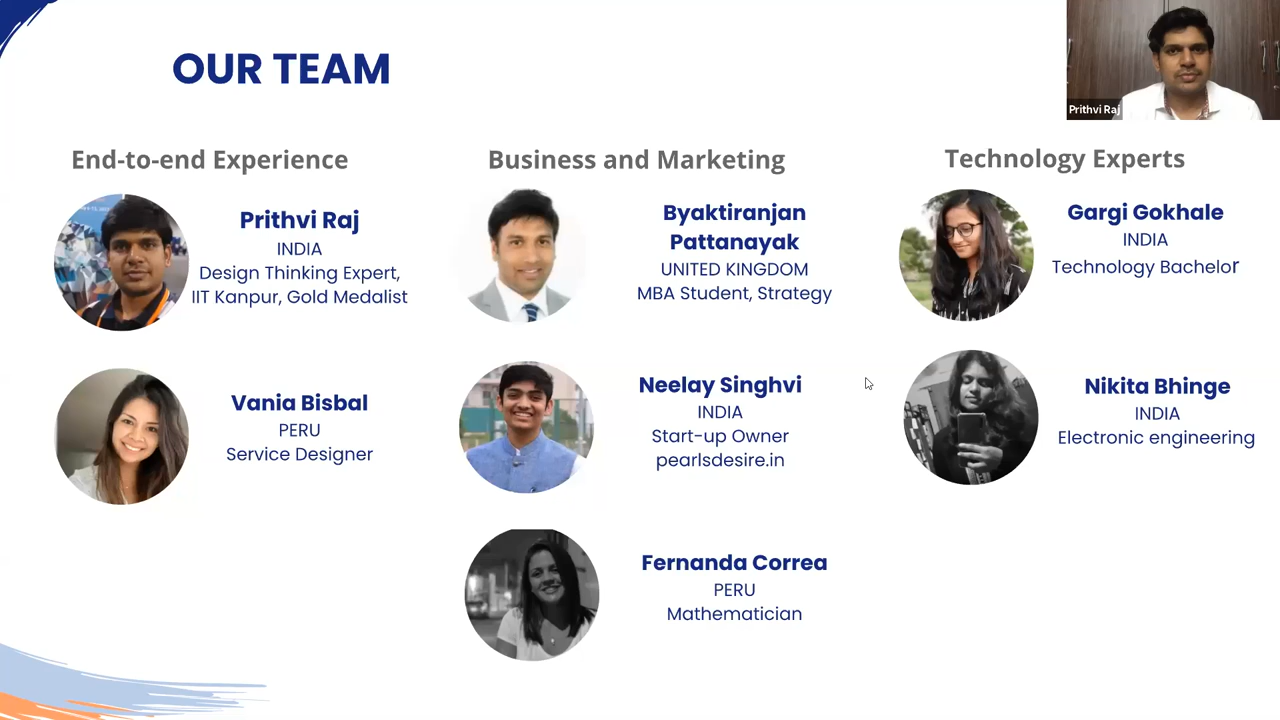 OUR TEAM
Prithvi Raj
End-to-end Experience
Prithvi Raj
INDIA
Design Thinking Expert,
IIT Kanpur, Gold Medalist
Vania Bisbal
PERU
Service Designer
Business and Marketing
Byaktiranjan
Pattanayak
UNITED KINGDOM
MBA Student, Strategy
Neelay Singhvi
INDIA
Start-up Owner
pearlsdesire.in
Fernanda Correa
PERU
Mathematician
Technology Experts
Gargi Gokhale
INDIA
Technology Bachelor
Nikita Bhinge
INDIA
Electronic engineering